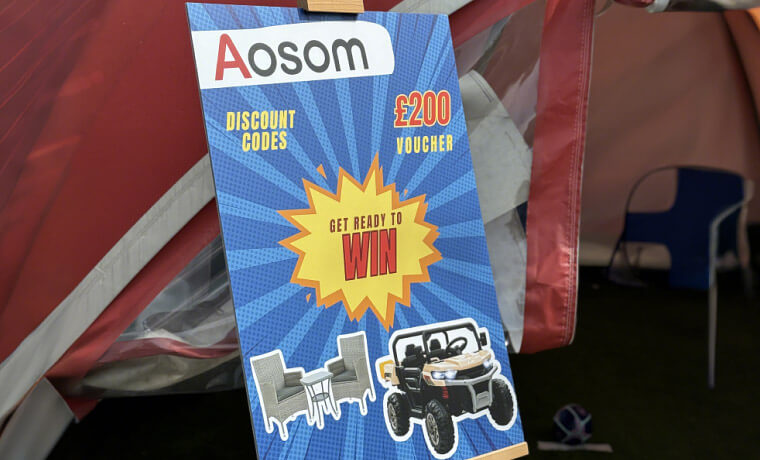 Aosom
DISCOUNT
CODES
£200
VOUCHER
GET READY TO
WIN